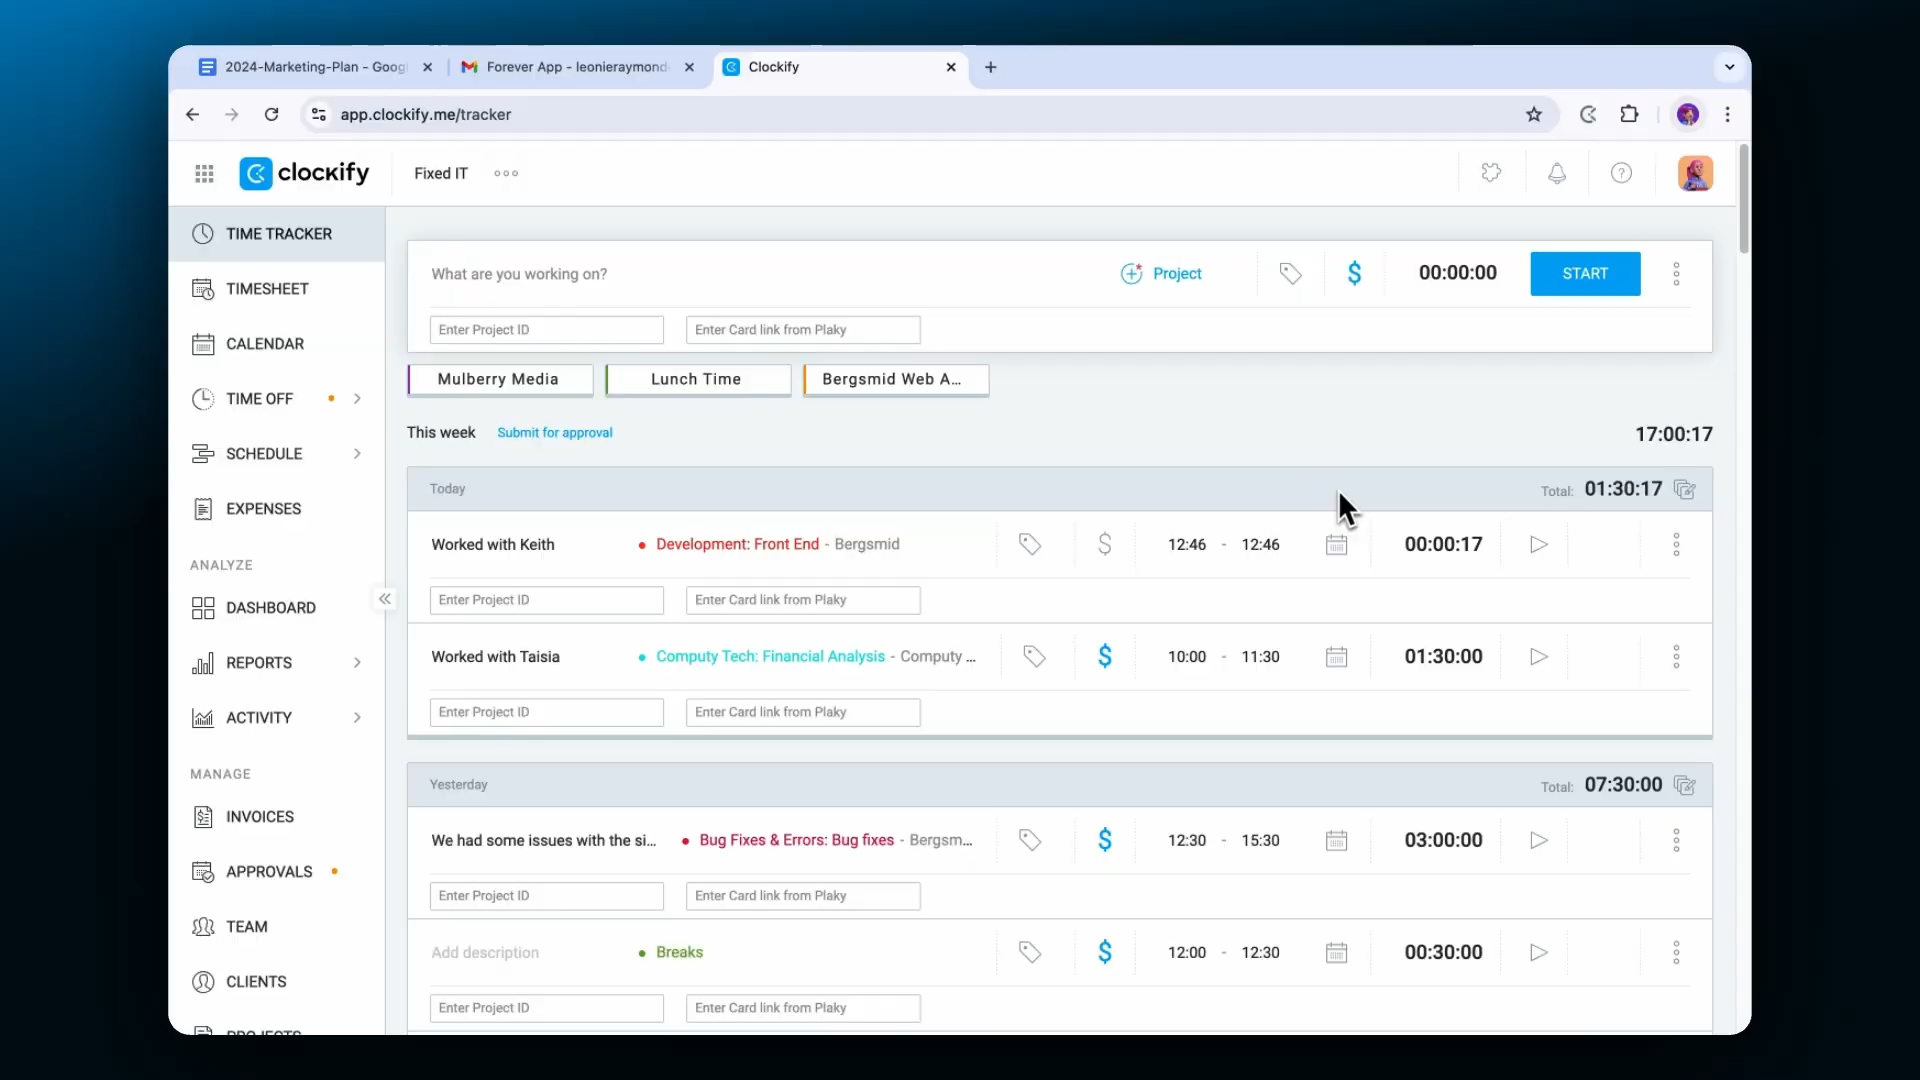 2024-Marketing-Plan - Goog
Forever App - leonieraymond
Clockify
app.clockify.me/tracker
clockify
Fixed IT
TIME TRACKER
TIMESHEET
CALENDAR
TIME OFF
SCHEDULE
EXPENSES
ANALYZE
DASHBOARD
REPORTS
ACTIVITY
MANAGE
INVOICES
APPROVALS
TEAM
CLIENTS
PROJECTS
What are you working on? Project $ 00:00:00 START
Enter Project ID Enter Card link from Plaky
Mulberry Media Lunch Time Bergsmid Web A...
This week Submit for approval 17:00:17
Today Total: 01:30:17
Worked with Keith • Development: Front End - Bergsmid $ 12:46 - 12:46 00:00:17
Enter Project ID Enter Card link from Plaky
Worked with Taisia • Computy Tech: Financial Analysis - Computy ... $ 10:00 - 11:30 01:30:00
Enter Project ID Enter Card link from Plaky
Yesterday Total: 07:30:00
We had some issues with the si... • Bug Fixes & Errors: Bug fixes - Bergsm... $ 12:30 - 15:30 03:00:00
Enter Project ID Enter Card link from Plaky
Add description • Breaks $ 12:00 - 12:30 00:30:00
Enter Project ID Enter Card link from Plaky